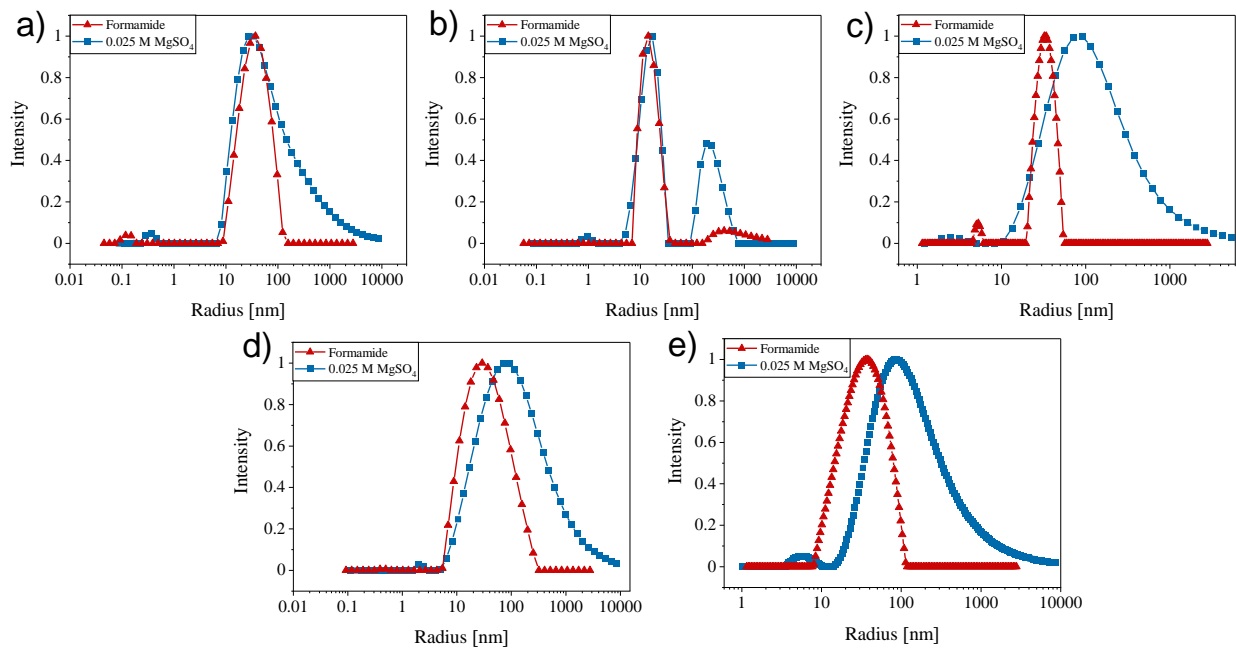 a)
Formamide
0.025 M MgSO₄
Intensity
1
0.8
0.6
0.4
0.2
0
0.01 0.1 1 10 100 1000 10000
Radius [nm]
b)
Formamide
0.025 M MgSO₄
Intensity
1
0.8
0.6
0.4
0.2
0
0.01 0.1 1 10 100 1000 10000
Radius [nm]
c)
Formamide
0.025 M MgSO₄
Intensity
1
0.8
0.6
0.4
0.2
0
1 10 100 1000
Radius [nm]
d)
Formamide
0.025 M MgSO₄
Intensity
1
0.8
0.6
0.4
0.2
0
0.01 0.1 1 10 100 1000 10000
Radius [nm]
e)
Formamide
0.025 M MgSO₄
Intensity
1
0.8
0.6
0.4
0.2
0
1 10 100 1000 10000
Radius [nm]